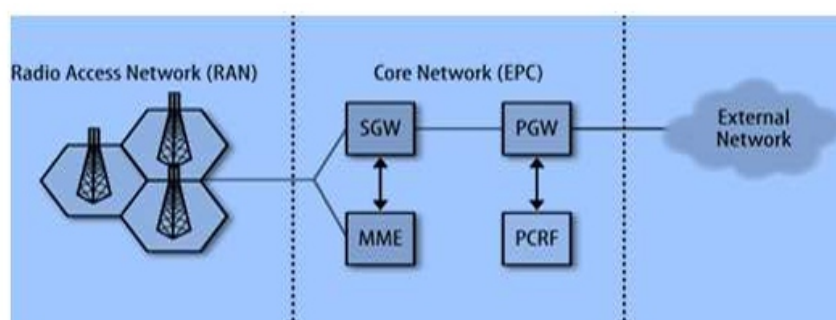 Radio Access Network (RAN)
Core Network (EPC)
SGW
PGW
External
Network
MME
PCRF